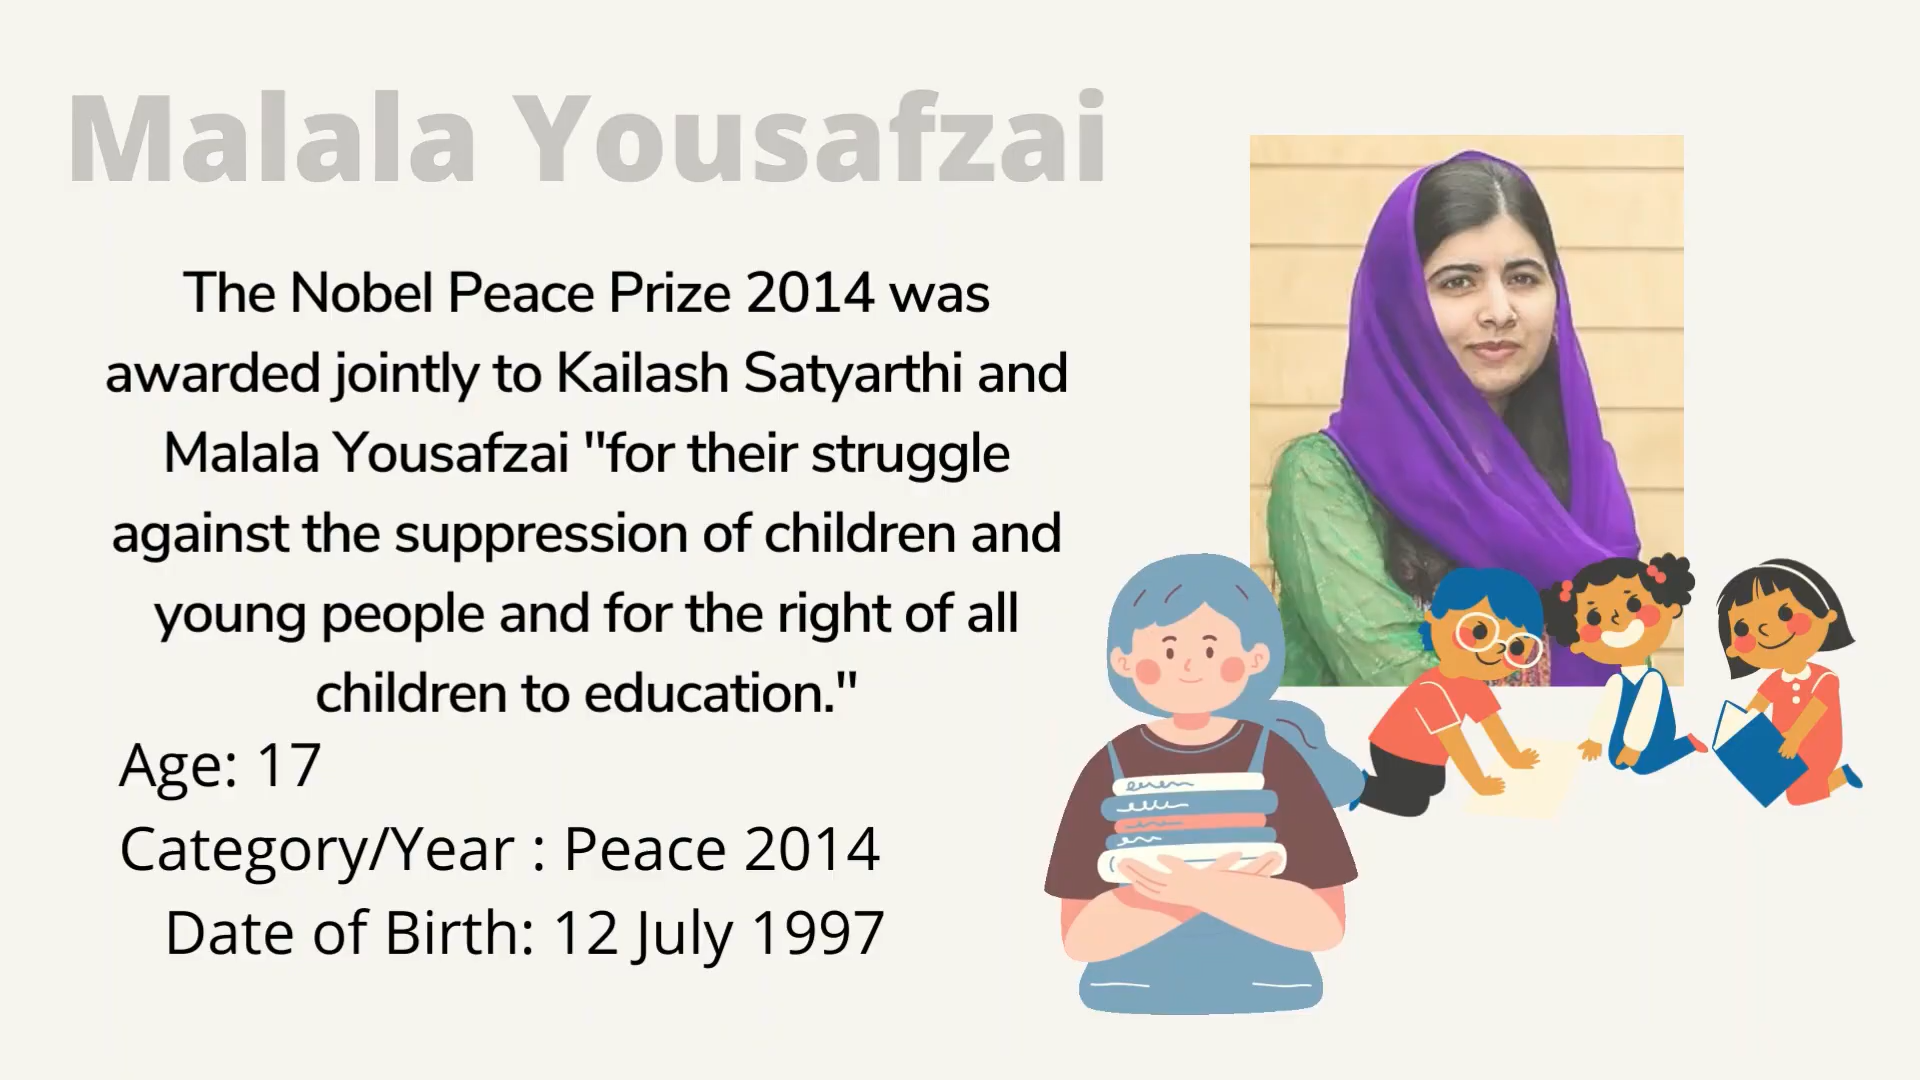 Malala Yousafzai
The Nobel Peace Prize 2014 was
awarded jointly to Kailash Satyarthi and
Malala Yousafzai "for their struggle
against the suppression of children and
young people and for the right of all
children to education."
Age: 17
Category/Year : Peace 2014
Date of Birth: 12 July 1997